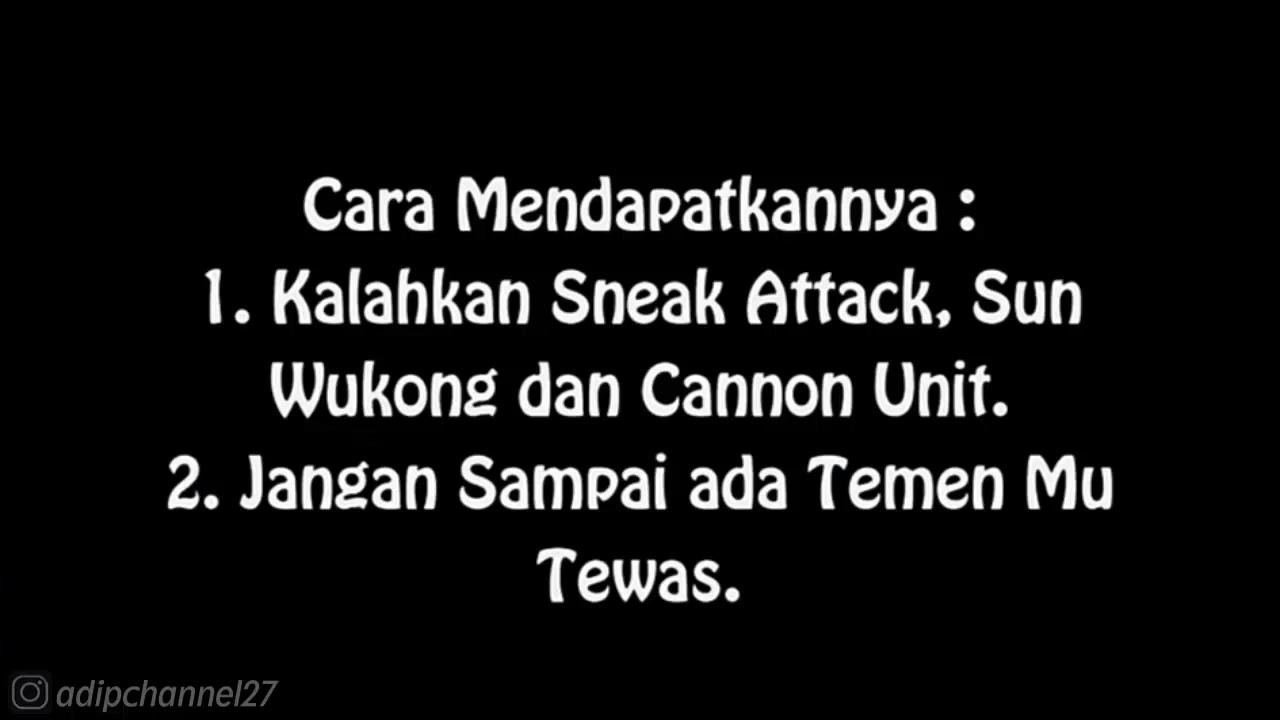 Cara Mendapatkannya :
1. Kalahkan Sneak Attack, Sun
Wukong dan Cannon Unit.
2. Jangan Sampai ada Temen Mu
Tewas.
adipchannel27